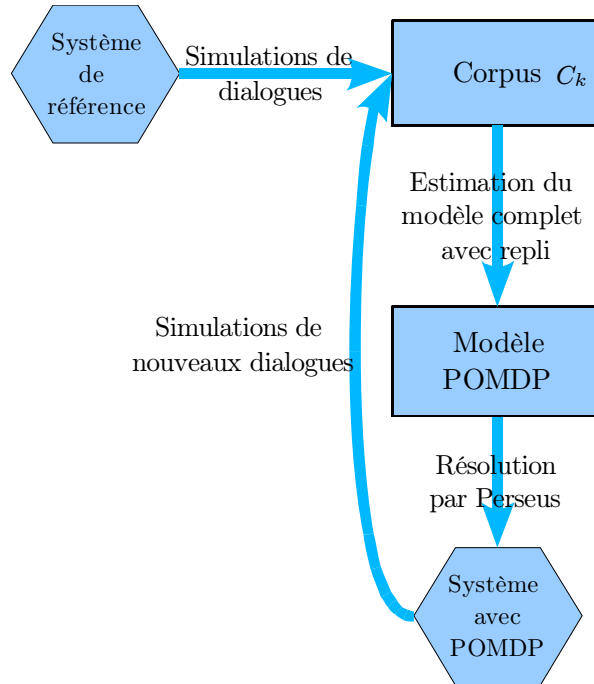 Système
de
référence
Simulations de
dialogues
Corpus C_k
Estimation du
modèle complet
avec repli
Simulations de
nouveaux dialogues
Modèle
POMDP
Résolution
par Perseus
Système
avec
POMDP